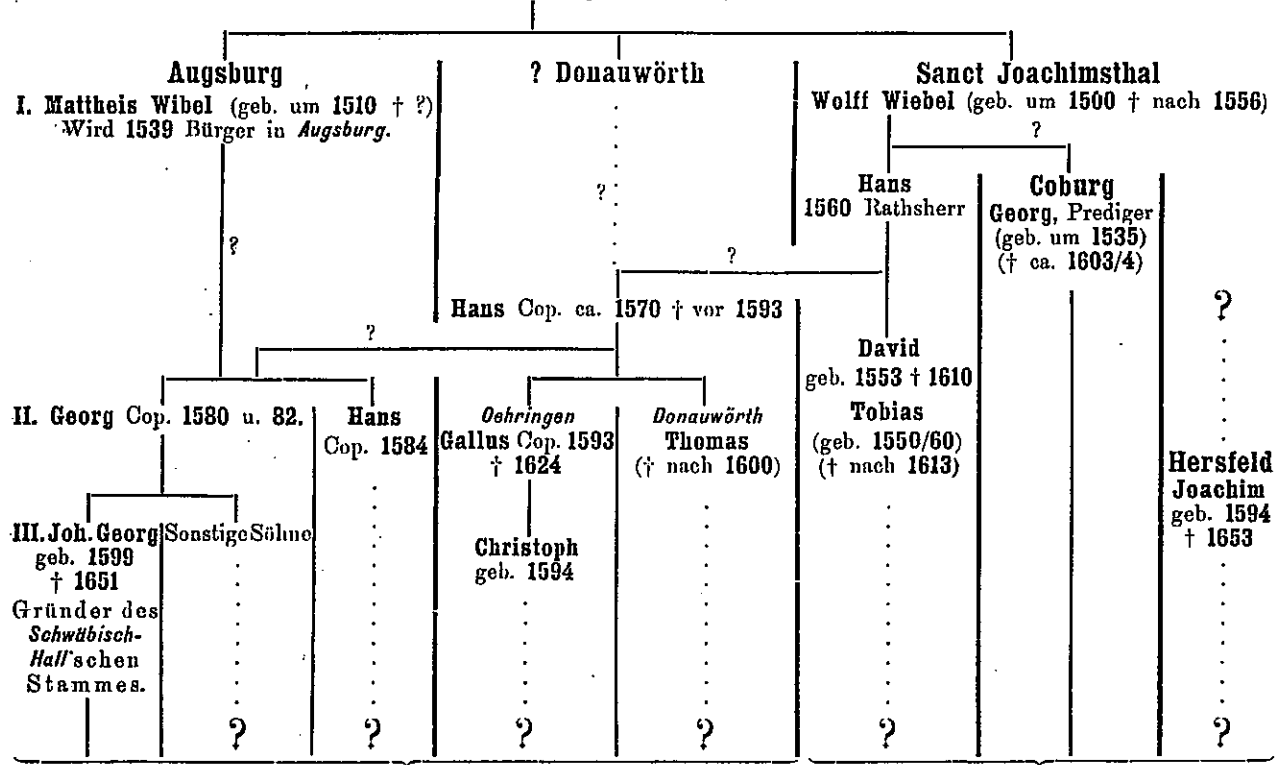 Augsburg
I. Mattheis Wibel (geb. um 1510 † ?)
Wird 1539 Bürger in Augsburg.
?
? Donauwörth
?
Sanct Joachimsthal
Wolff Wiebel (geb. um 1500 † nach 1556)
?
Hans
1560 Rathsherr
Coburg
Georg, Prediger
(geb. um 1535)
(† ca. 1603/4)
?
Hans Cop. ca. 1570 † vor 1593
?
?
David
geb. 1553 † 1610
II. Georg Cop. 1580 u. 82.
Hans
Cop. 1584
Oehringen
Gallus Cop. 1593
† 1624
Donauwörth
Thomas
(† nach 1600)
Tobias
(geb. 1550/60)
(† nach 1613)
Hersfeld
Joachim
geb. 1594
† 1653
III. Joh. Georg
geb. 1599
† 1651
Gründer des
Schwäbisch-
Hall'schen
Stammes.
Sonstige Söhne
Christoph
geb. 1594
?
?
?
?
?
?